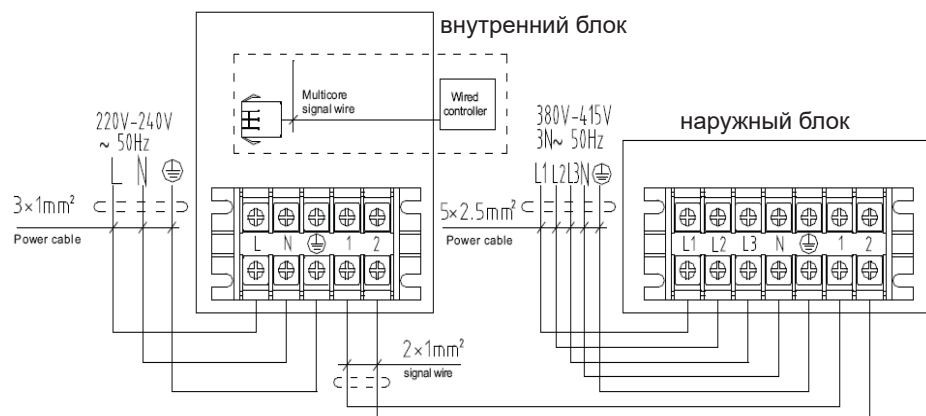 внутренний блок
Multicore
signal wire
Wired
controller
220V-240V
~ 50Hz
L N
3×1mm²
Power cable
L N 1 2
380V-415V
3N~ 50Hz
L1 L2 L3 N
5×2.5mm²
Power cable
наружный блок
L1 L2 L3 N 1 2
2×1mm²
signal wire